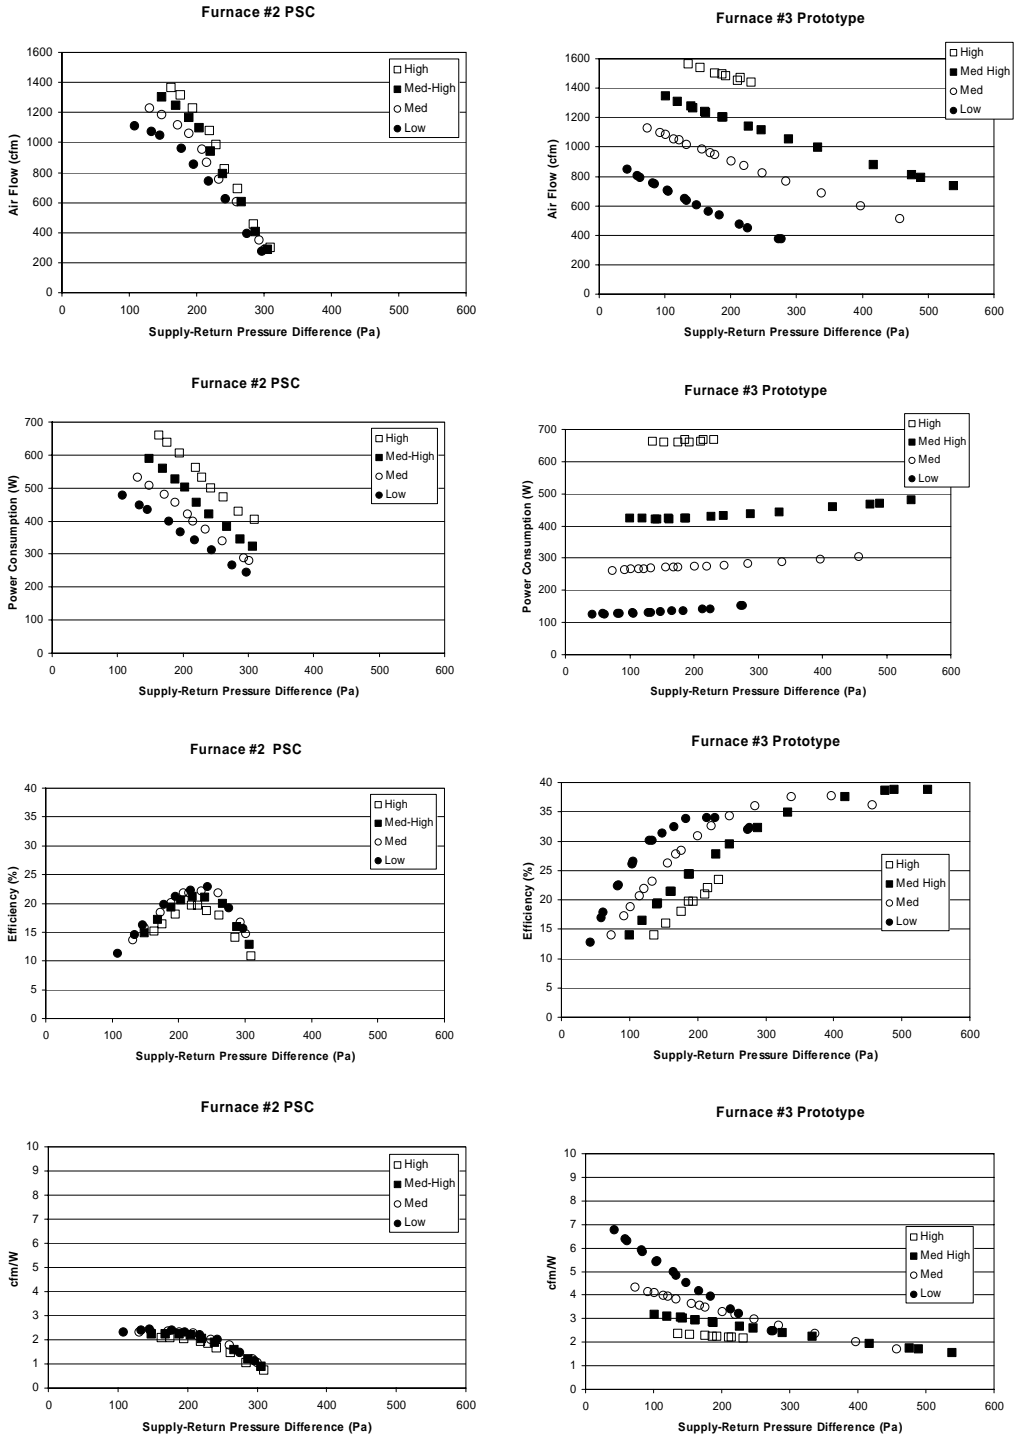 Furnace #2 PSC
1600
1400
1200
1000
800
600
400
200
0
Air Flow (cfm)
High
Med-High
Med
Low
0 100 200 300 400 500 600
Supply-Return Pressure Difference (Pa)
Furnace #3 Prototype
1600
1400
1200
1000
800
600
400
200
0
Air Flow (cfm)
High
Med High
Med
Low
0 100 200 300 400 500 600
Supply-Return Pressure Difference (Pa)
Furnace #2 PSC
700
600
500
400
300
200
100
0
Power Consumption (W)
High
Med-High
Med
Low
0 100 200 300 400 500 600
Supply-Return Pressure Difference (Pa)
Furnace #3 Prototype
700
600
500
400
300
200
100
0
Power Consumption (W)
High
Med High
Med
Low
0 100 200 300 400 500 600
Supply-Return Pressure Difference (Pa)
Furnace #2 PSC
40
35
30
25
20
15
10
5
0
Efficiency (%)
High
Med-High
Med
Low
0 100 200 300 400 500 600
Supply-Return Pressure Difference (Pa)
Furnace #3 Prototype
40
35
30
25
20
15
10
5
0
Efficiency (%)
High
Med High
Med
Low
0 100 200 300 400 500 600
Supply-Return Pressure Difference (Pa)
Furnace #2 PSC
10
9
8
7
6
5
4
3
2
1
0
cfm/W
High
Med-High
Med
Low
0 100 200 300 400 500 600
Supply-Return Pressure Difference (Pa)
Furnace #3 Prototype
10
9
8
7
6
5
4
3
2
1
0
cfm/W
High
Med High
Med
Low
0 100 200 300 400 500 600
Supply-Return Pressure Difference (Pa)